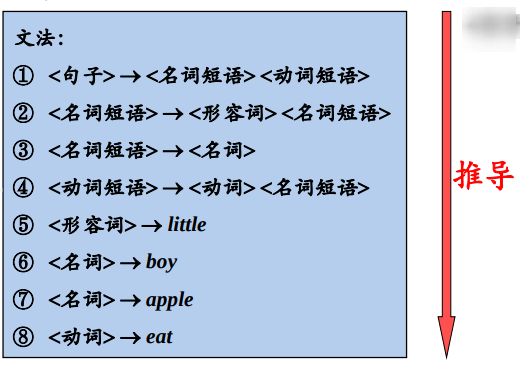 文法：
① <句子>→<名词短语><动词短语>
② <名词短语>→<形容词><名词短语>
③ <名词短语>→<名词>
④ <动词短语>→<动词><名词短语>
⑤ <形容词>→little
⑥ <名词>→boy
⑦ <名词>→apple
⑧ <动词>→eat
推导